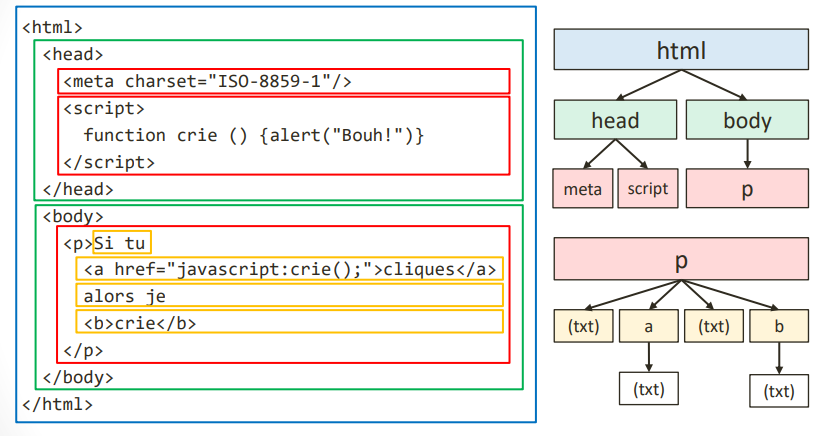 <html>
<head>
<meta charset="ISO-8859-1"/>
<script>
function crie () {alert("Bouh!")}
</script>
</head>
<body>
<p>Si tu
<a href="javascript:crie();">cliques</a>
alors je
<b>crie</b>
</p>
</body>
</html>
html
head body
meta script p
p
(txt) a (txt) b
(txt) (txt)